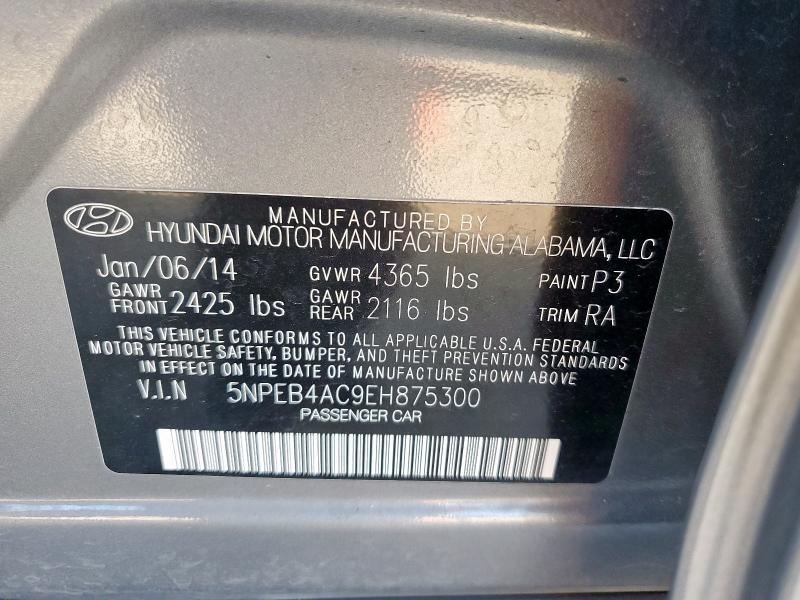 MANUFACTURED BY
HYUNDAI MOTOR MANUFACTURING ALABAMA, LLC
Jan/06/14 GVWR 4365 lbs PAINT P3
GAWR FRONT 2425 lbs GAWR REAR 2116 lbs TRIM RA
THIS VEHICLE CONFORMS TO ALL APPLICABLE U.S.A. FEDERAL
MOTOR VEHICLE SAFETY, BUMPER, AND THEFT PREVENTION STANDARDS
IN EFFECT ON THE DATE OF MANUFACTURE SHOWN ABOVE.
V.I.N 5NPEB4AC9EH875300
PASSENGER CAR